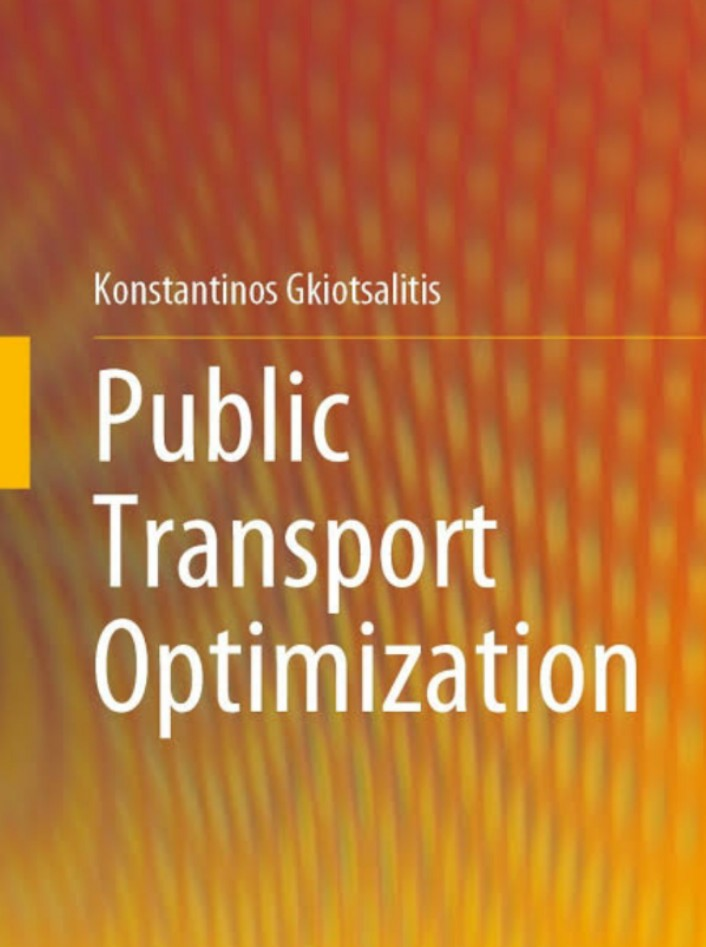 Konstantinos Gkiotsalitis
Public
Transport
Optimization